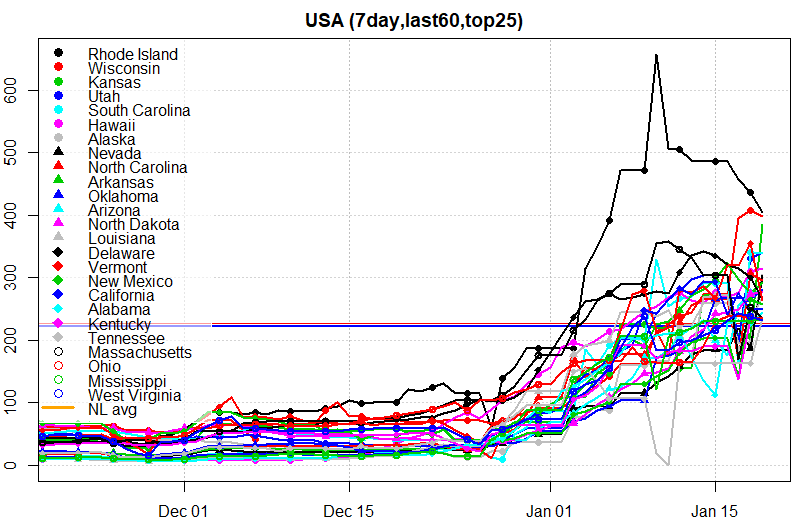 USA (7day,last60,top25)
Rhode Island
Wisconsin
Kansas
Utah
South Carolina
Hawaii
Alaska
Nevada
North Carolina
Arkansas
Oklahoma
Arizona
North Dakota
Louisiana
Delaware
Vermont
New Mexico
California
Alabama
Kentucky
Tennessee
Massachusetts
Ohio
Mississippi
West Virginia
NL avg
600
500
400
300
200
100
0
Dec 01 Dec 15 Jan 01 Jan 15